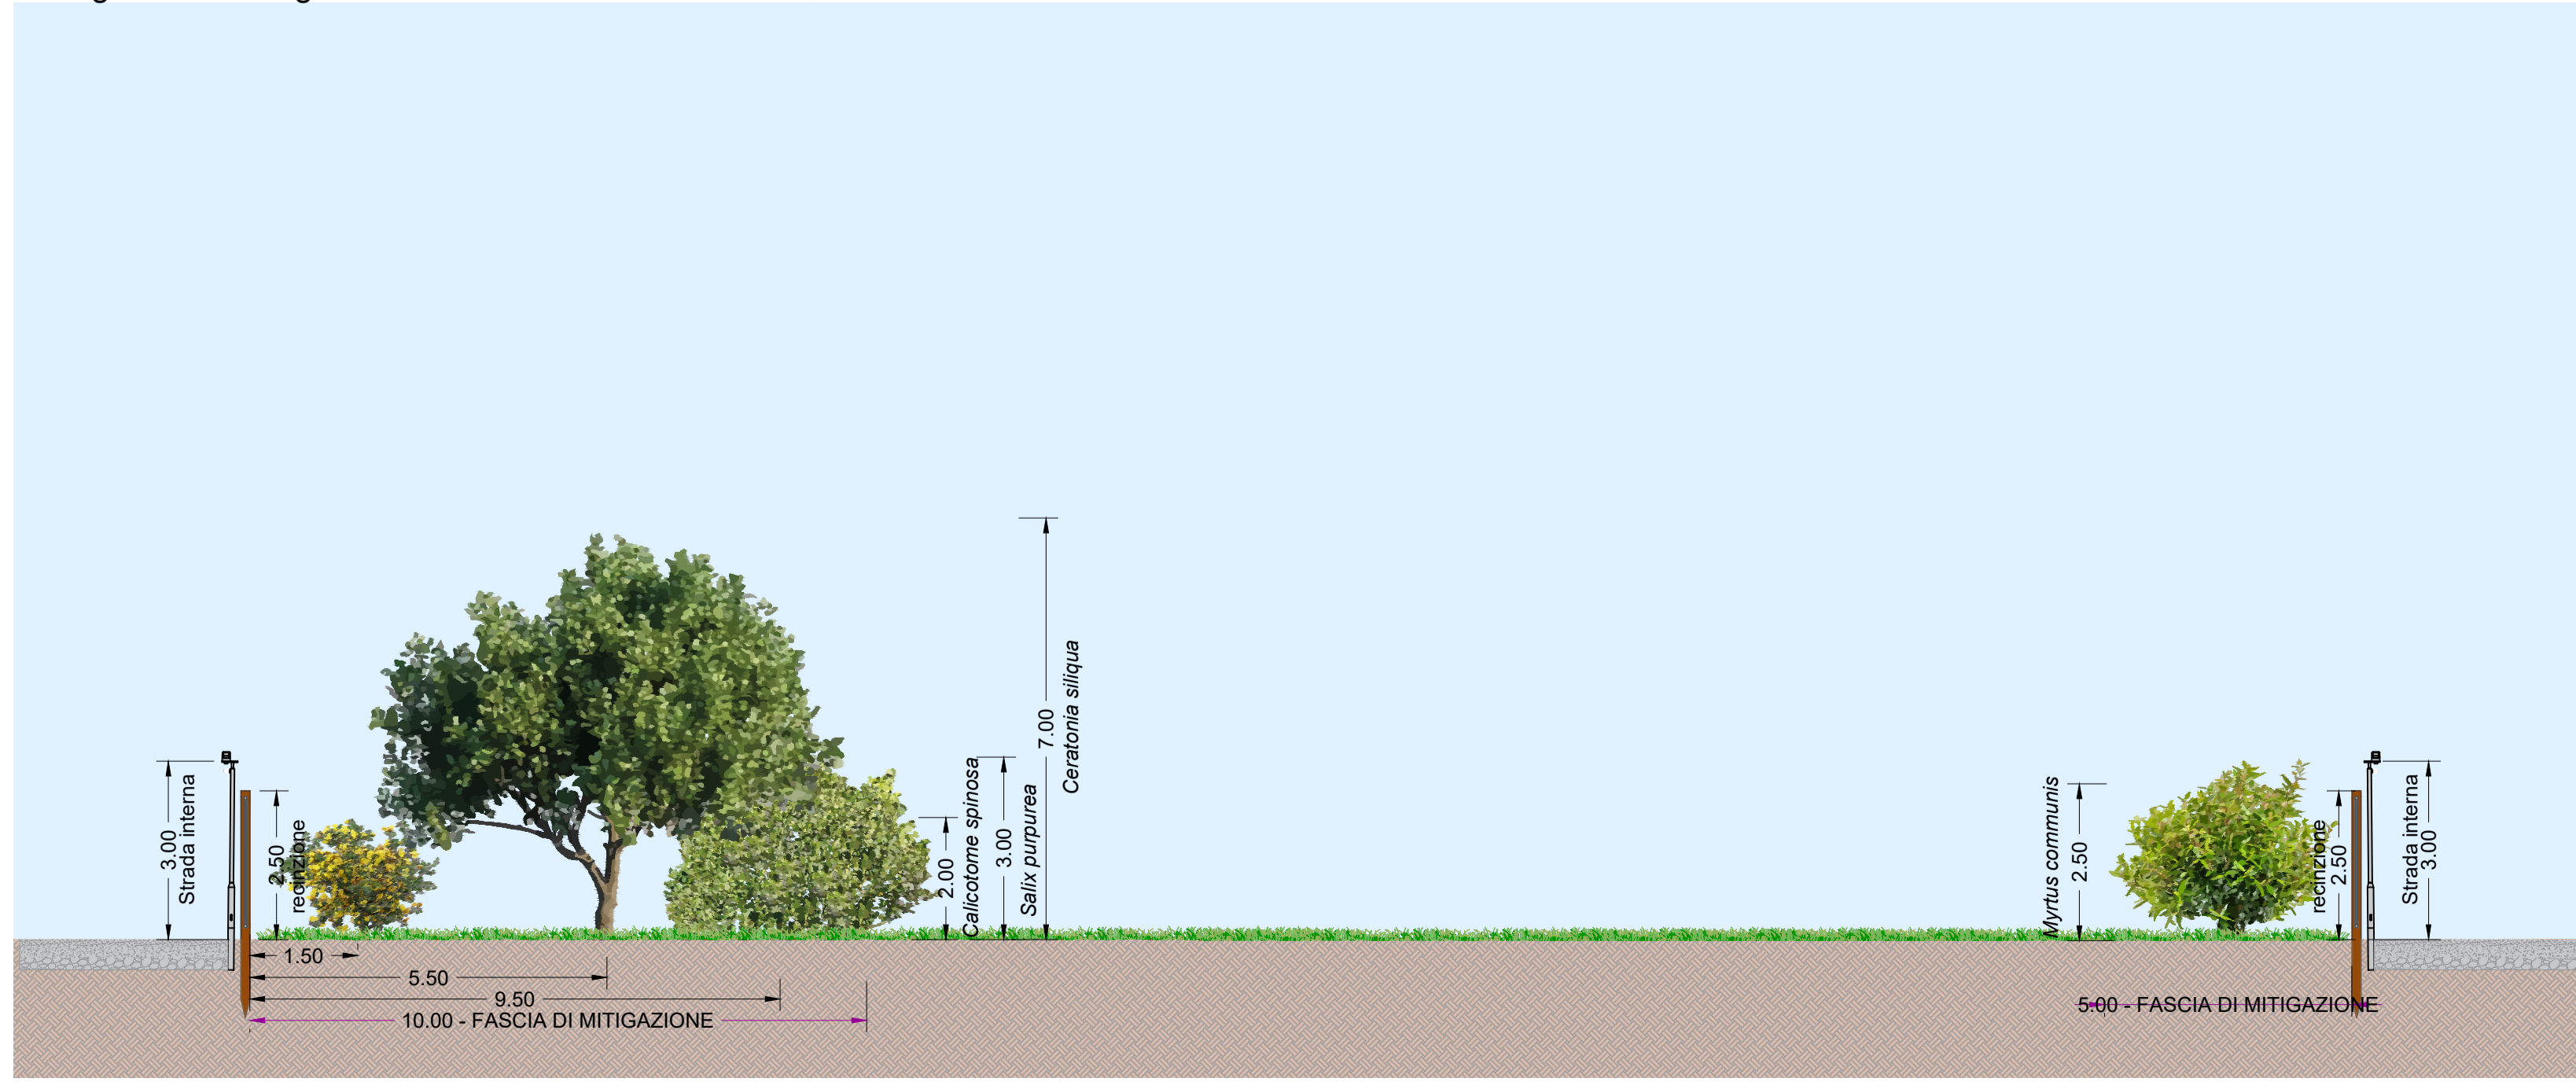 3.00
Strada interna
2.50
recinzione
2.00
Calicotome spinosa
3.00
Salix purpurea
7.00
Ceratonia siliqua
Myrtus communis
2.50
recinzione
2.50
Strada interna
3.00
1.50
5.50
9.50
10.00 - FASCIA DI MITIGAZIONE
5.00 - FASCIA DI MITIGAZIONE